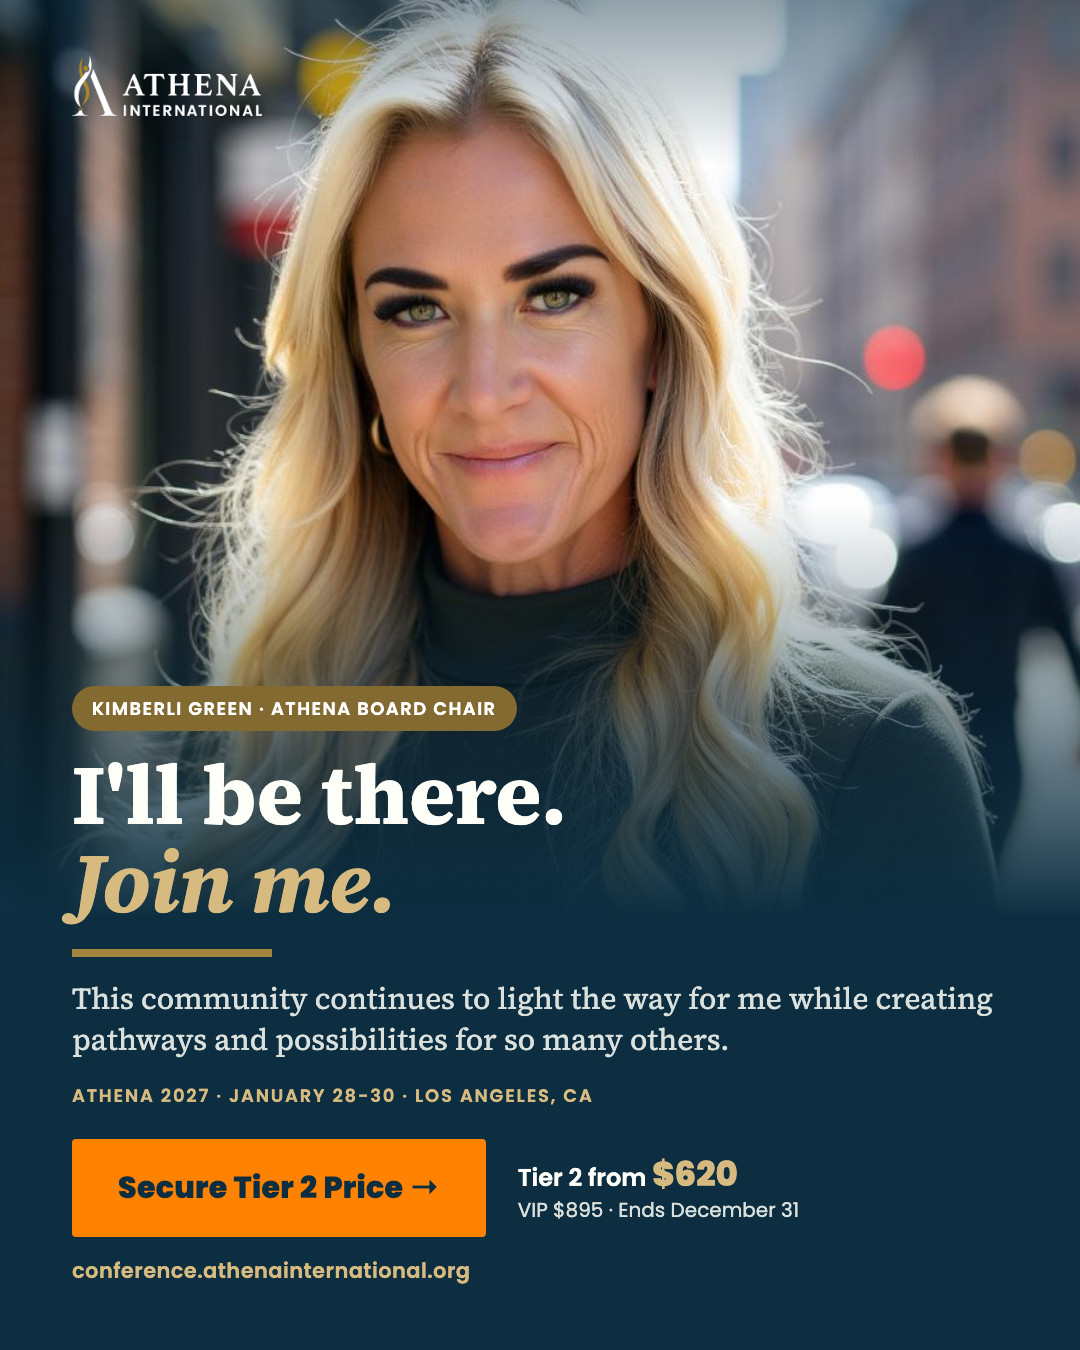 ATHENA
INTERNATIONAL
KIMBERLI GREEN · ATHENA BOARD CHAIR
I'll be there.
Join me.
This community continues to light the way for me while creating
pathways and possibilities for so many others.
ATHENA 2027 · JANUARY 28–30 · LOS ANGELES, CA
Secure Tier 2 Price →
Tier 2 from $620
VIP $895 · Ends December 31
conference.athenainternational.org